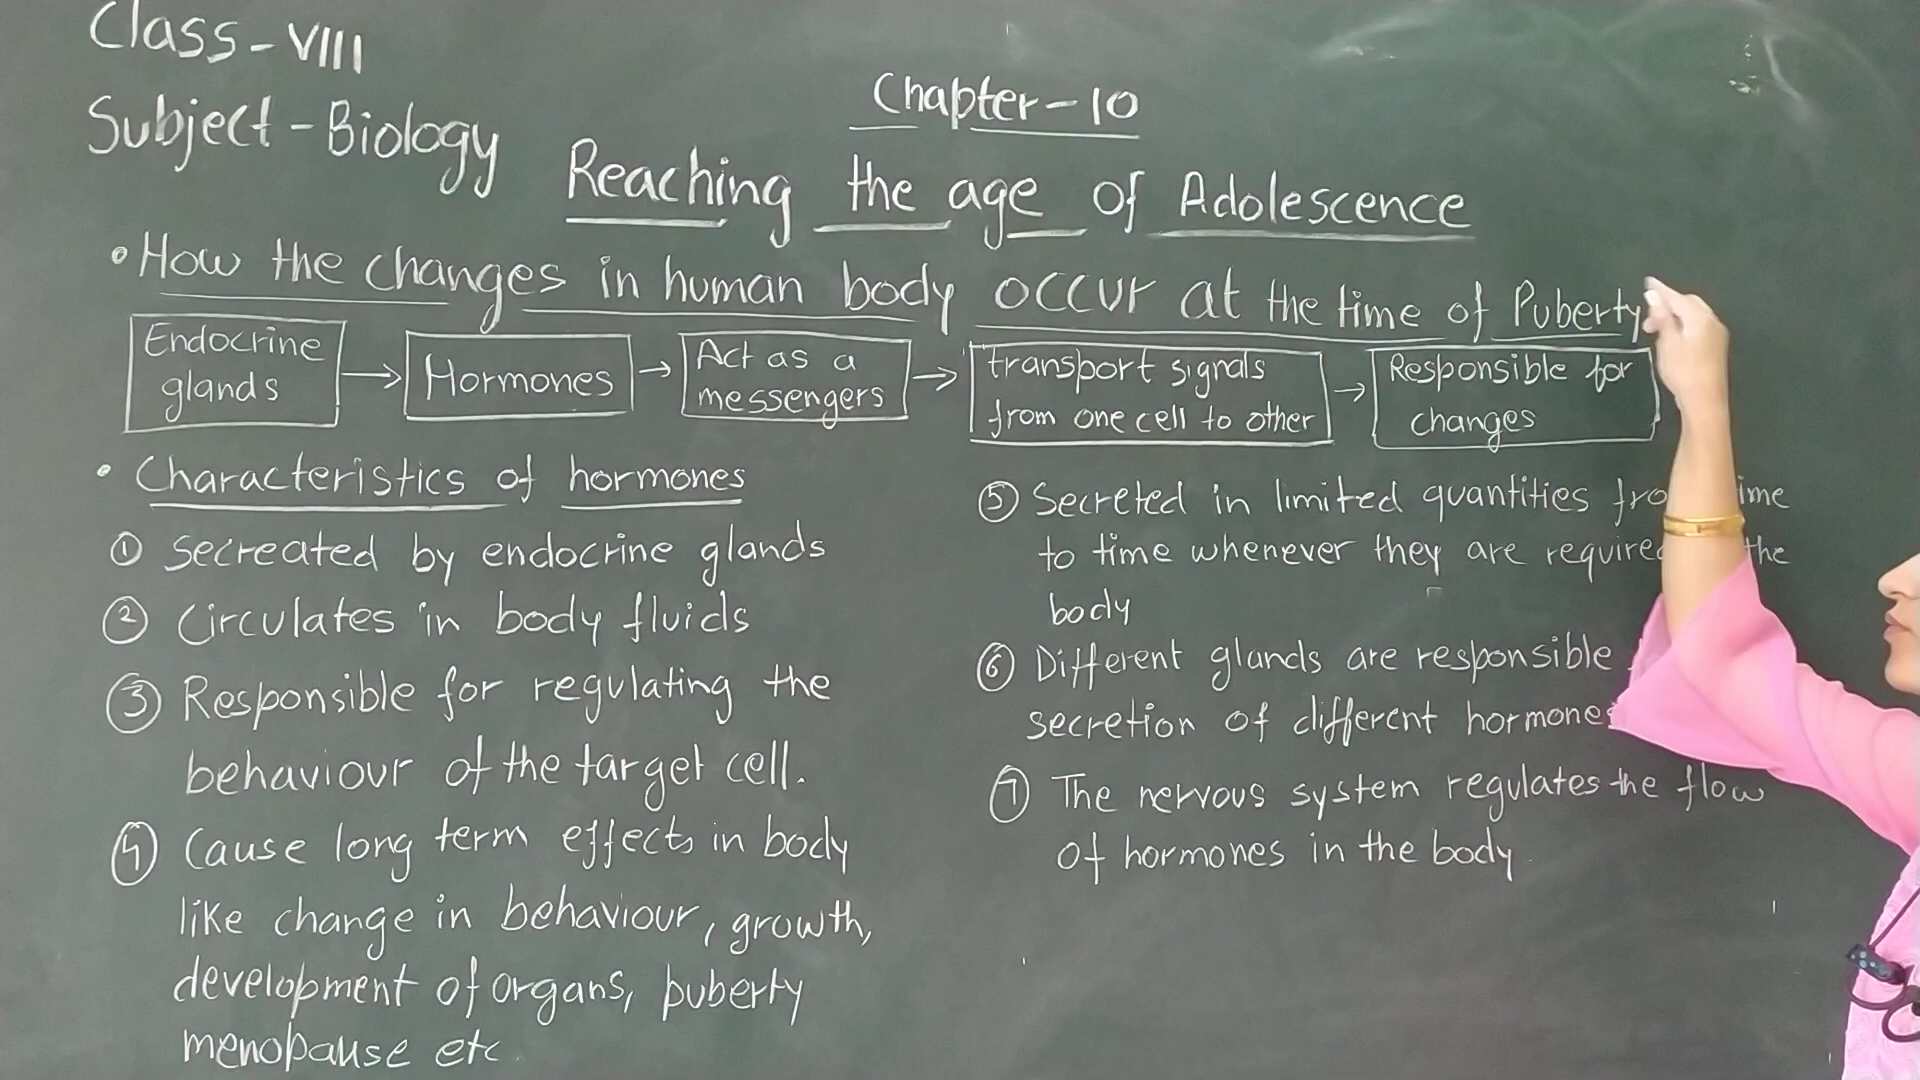 Class - VIII
Subject - Biology
Chapter - 10
Reaching the age of Adolescence
• How the changes in human body occur at the time of Puberty
Endocrine glands → Hormones → Act as a messengers → transport signals from one cell to other → Responsible for changes
• Characteristics of hormones
① Secreated by endocrine glands
② Circulates in body fluids
③ Responsible for regulating the
behaviour of the target cell.
④ Cause long term effects in body
like change in behaviour, growth,
development of organs, puberty
menopause etc.
⑤ Secreted in limited quantities
to time whenever they are the
body
⑥ Different glands are responsible
secretion of different
⑦ The nervous system regulates the flow
of hormones in the body.